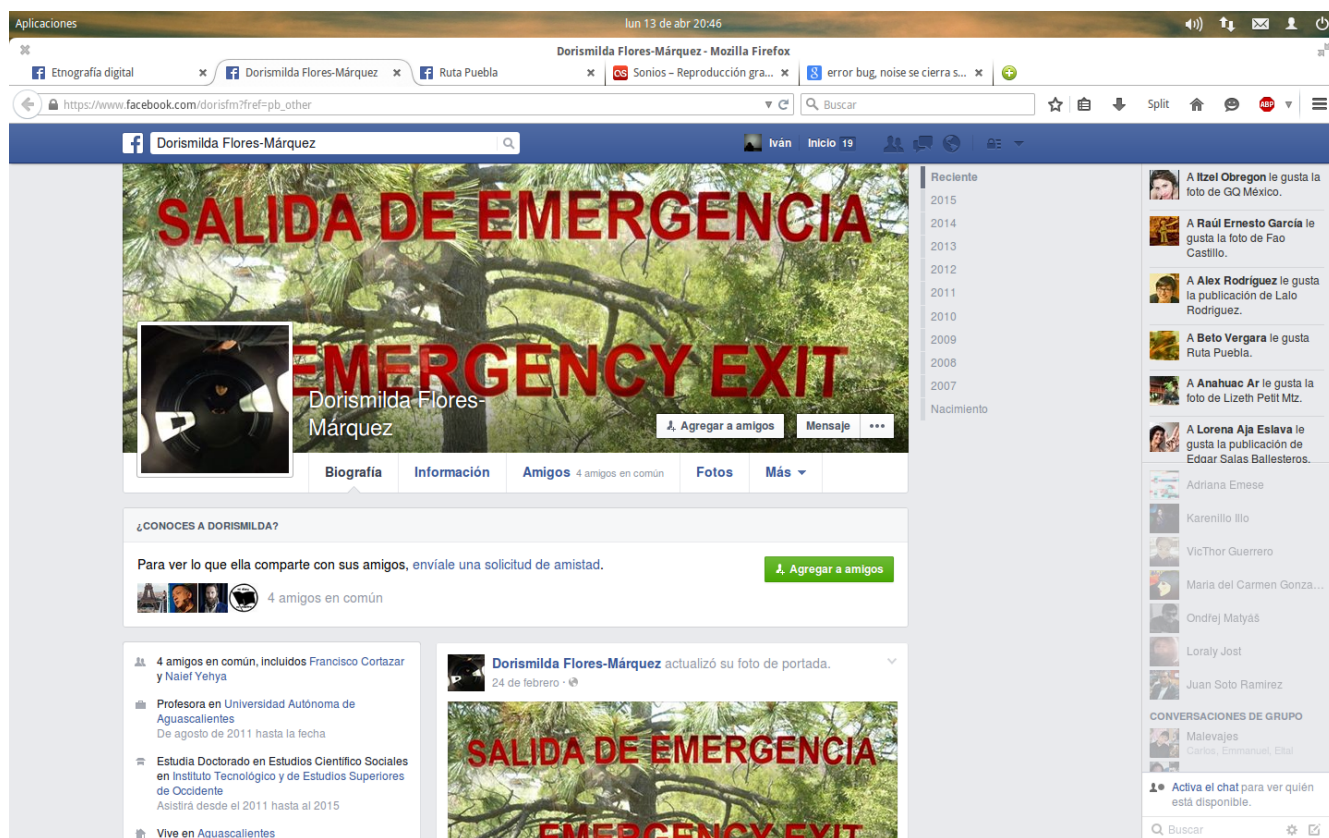 Aplicaciones
lun 13 de abr 20:46
Dorismilda Flores-Márquez - Mozilla Firefox
Etnografía digital
Dorismilda Flores-Márquez
Ruta Puebla
Sonios – Reproducción gra...
error bug, noise se cierra s...
https://www.facebook.com/dorisfm?fref=pb_other
Buscar
Split
ABP
Dorismilda Flores-Márquez
Iván
Inicio 19
SALIDA DE EMERGENCIA
EMERGENCY EXIT
Dorismilda Flores-
Márquez
Agregar a amigos
Mensaje
Biografía
Información
Amigos 4 amigos en común
Fotos
Más
¿CONOCES A DORISMILDA?
Para ver lo que ella comparte con sus amigos, envíale una solicitud de amistad.
Agregar a amigos
4 amigos en común
4 amigos en común, incluidos Francisco Cortazar
y Naief Yehya
Profesora en Universidad Autónoma de
Aguascalientes
De agosto de 2011 hasta la fecha
Estudia Doctorado en Estudios Científico Sociales
en Instituto Tecnológico y de Estudios Superiores
de Occidente
Asistirá desde el 2011 hasta al 2015
Vive en Aguascalientes
Dorismilda Flores-Márquez actualizó su foto de portada.
24 de febrero ·
SALIDA DE EMERGENCIA
EMERGENCY EXIT
Reciente
2015
2014
2013
2012
2011
2010
2009
2008
2007
Nacimiento
A Itzel Obregon le gusta la
foto de GQ México.
A Raúl Ernesto García le
gusta la foto de Fao
Castillo.
A Alex Rodríguez le gusta
la publicación de Lalo
Rodriguez.
A Beto Vergara le gusta
Ruta Puebla.
A Anahuac Ar le gusta la
foto de Lizeth Petit Mtz.
A Lorena Aja Eslava le
gusta la publicación de
Edgar Salas Ballesteros.
Adriana Emese
Karenillo Illo
VicThor Guerrero
Maria del Carmen Gonza...
Ondřej Matyáš
Loraly Jost
Juan Soto Ramirez
CONVERSACIONES DE GRUPO
Malevajes
Carlos, Emmanuel, Eital
Activa el chat para ver quién
está disponible.
Buscar